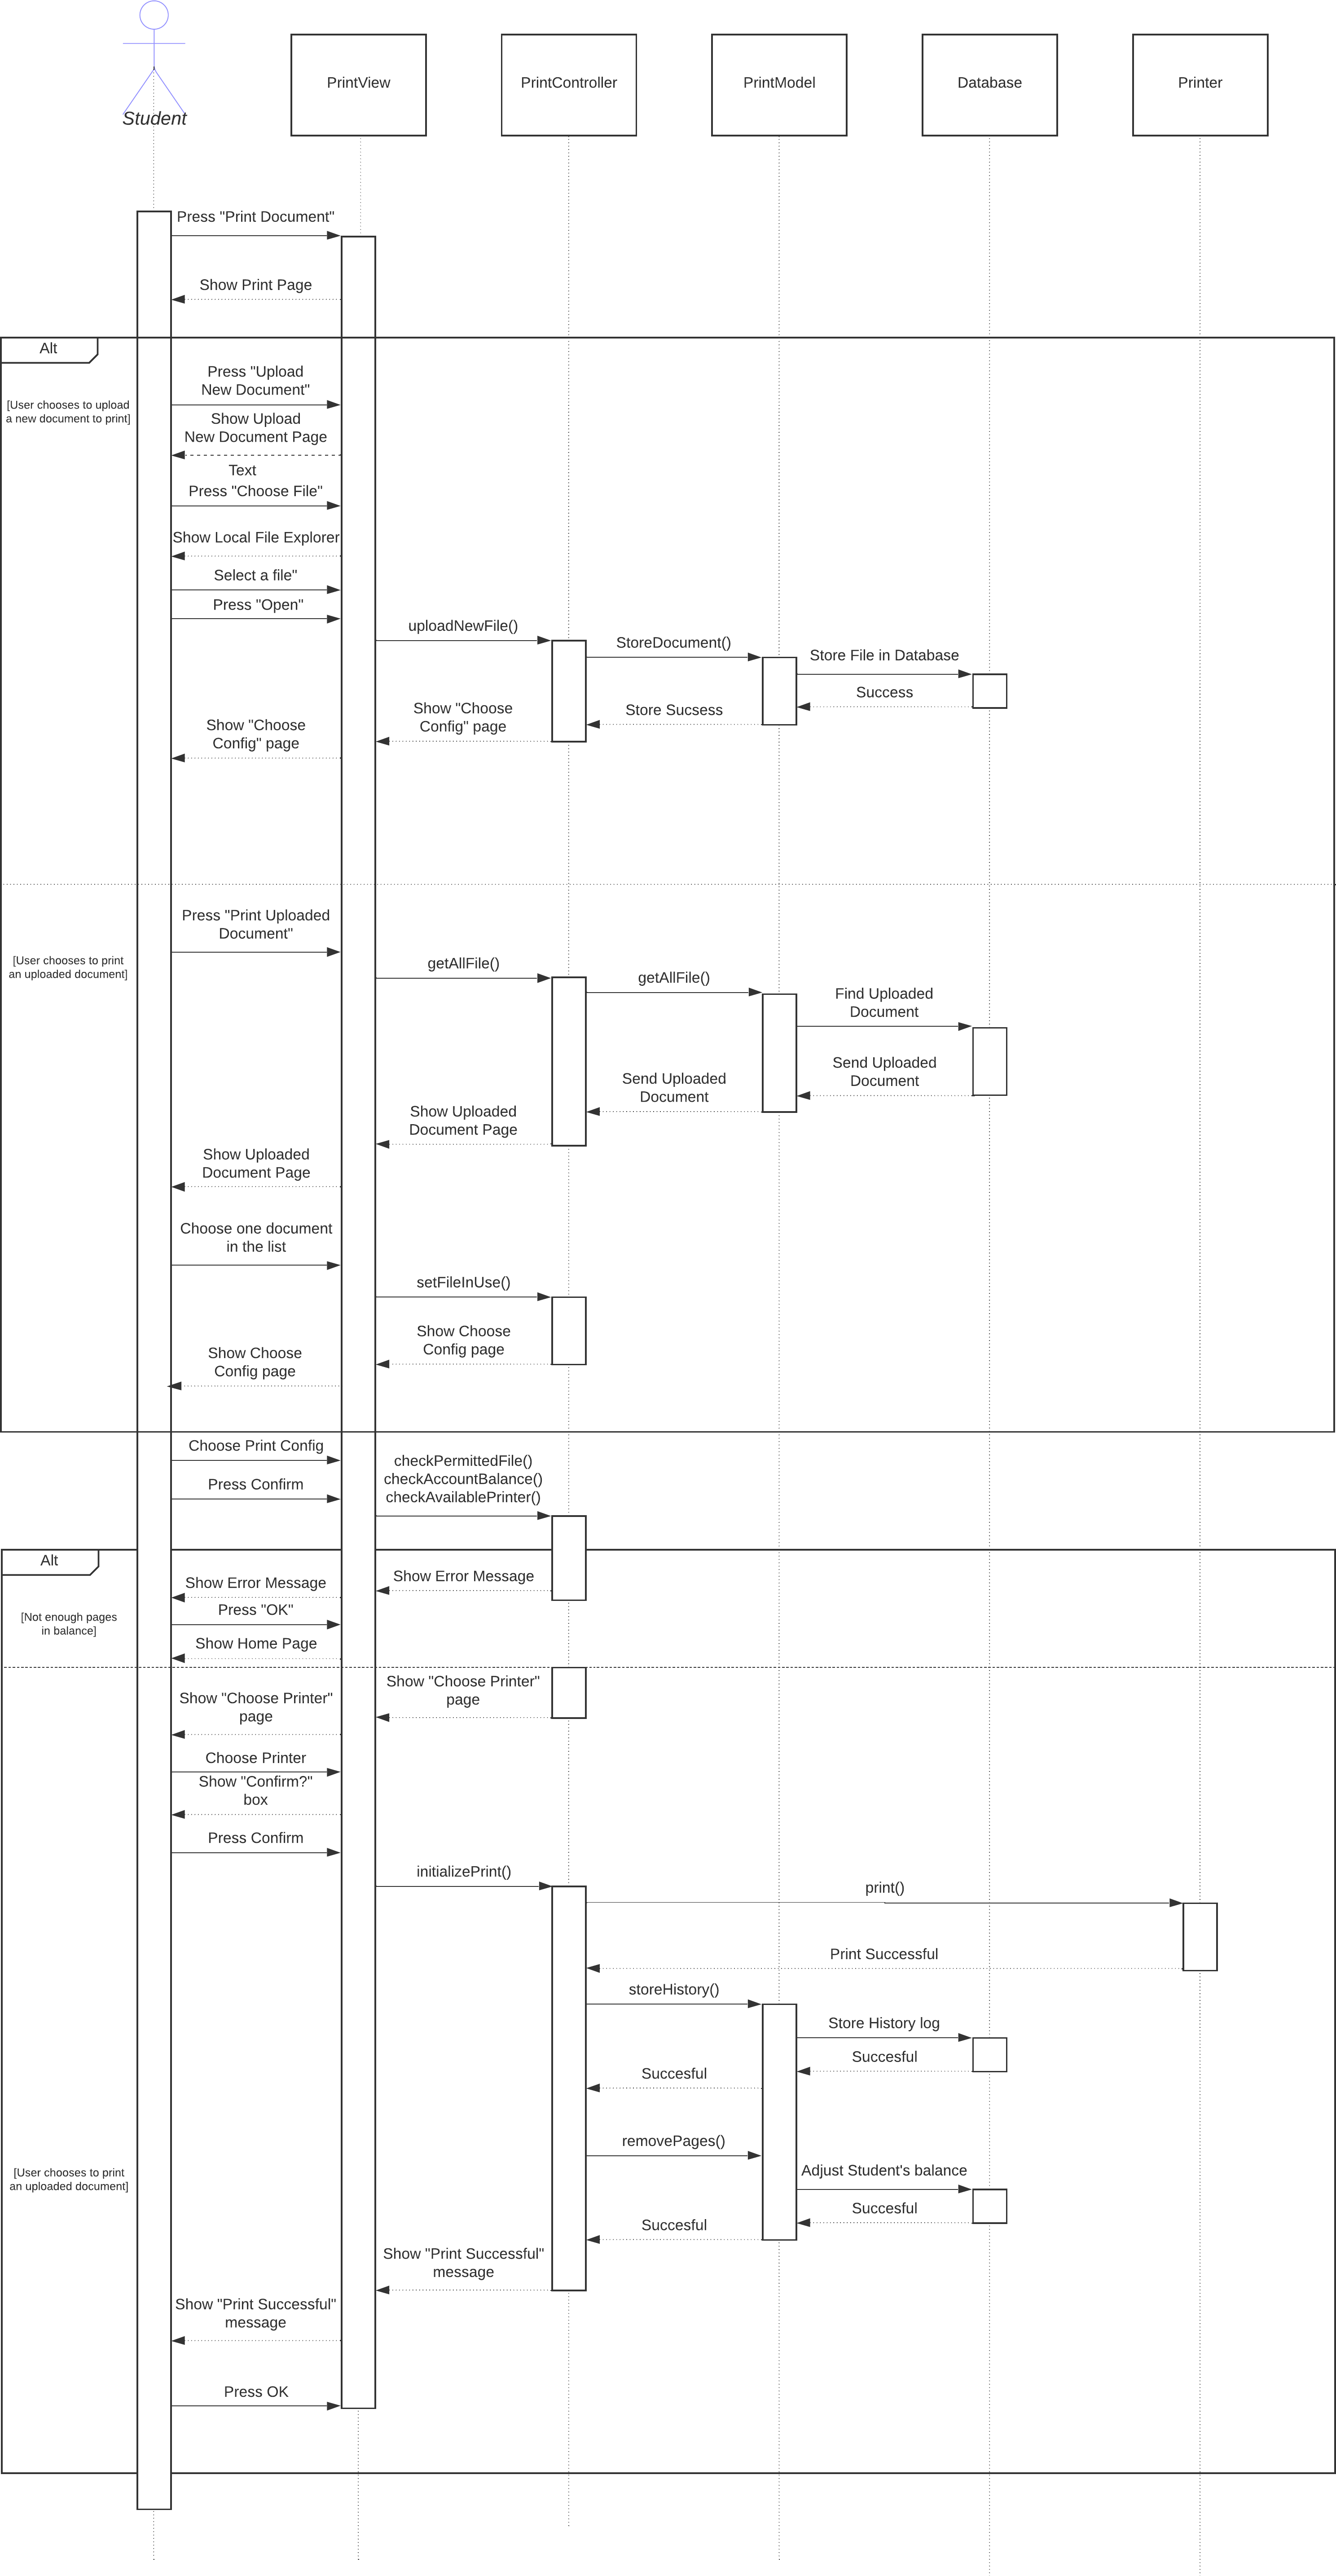 Student
PrintView
PrintController
PrintModel
Database
Printer
Press "Print Document"
Show Print Page
Alt
[User chooses to upload
a new document to print]
Press "Upload
New Document"
Show Upload
New Document Page
Text
Press "Choose File"
Show Local File Explorer
Select a file"
Press "Open"
uploadNewFile()
StoreDocument()
Store File in Database
Success
Store Sucsess
Show "Choose
Config" page
Show "Choose
Config" page
Press "Print Uploaded
Document"
[User chooses to print
an uploaded document]
getAllFile()
getAllFile()
Find Uploaded
Document
Send Uploaded
Document
Send Uploaded
Document
Show Uploaded
Document Page
Show Uploaded
Document Page
Choose one document
in the list
setFileInUse()
Show Choose
Config page
Show Choose
Config page
Choose Print Config
Press Confirm
checkPermittedFile()
checkAccountBalance()
checkAvailablePrinter()
Alt
[Not enough pages
in balance]
Show Error Message
Show Error Message
Press "OK"
Show Home Page
Show "Choose Printer"
page
Show "Choose Printer"
page
Choose Printer
Show "Confirm?"
box
Press Confirm
initializePrint()
print()
Print Successful
storeHistory()
Store History log
Succesful
Succesful
removePages()
[User chooses to print
an uploaded document]
Adjust Student's balance
Succesful
Succesful
Show "Print Successful"
message
Show "Print Successful"
message
Press OK